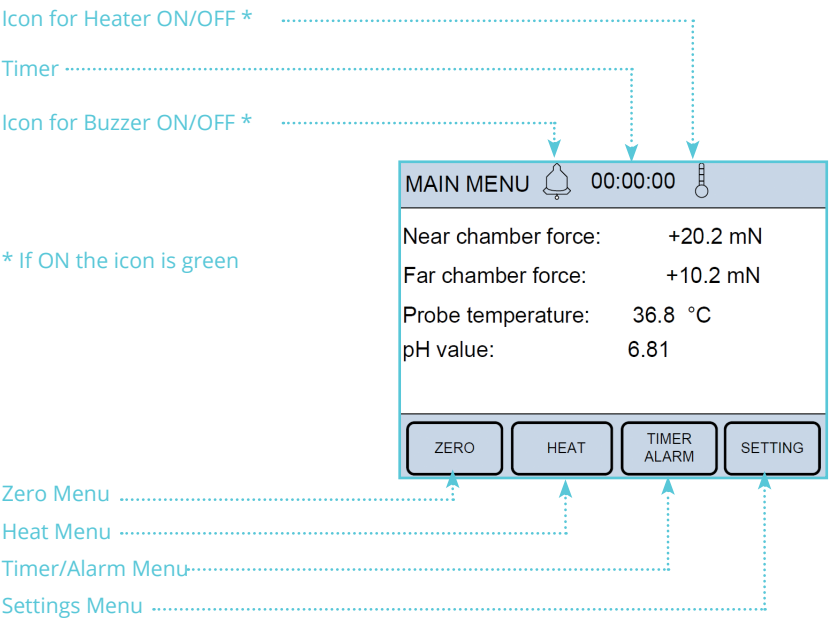 Icon for Heater ON/OFF *
Timer
Icon for Buzzer ON/OFF *
* If ON the icon is green
MAIN MENU 00:00:00
Near chamber force: +20.2 mN
Far chamber force: +10.2 mN
Probe temperature: 36.8 °C
pH value: 6.81
ZERO HEAT TIMER ALARM SETTING
Zero Menu
Heat Menu
Timer/Alarm Menu
Settings Menu